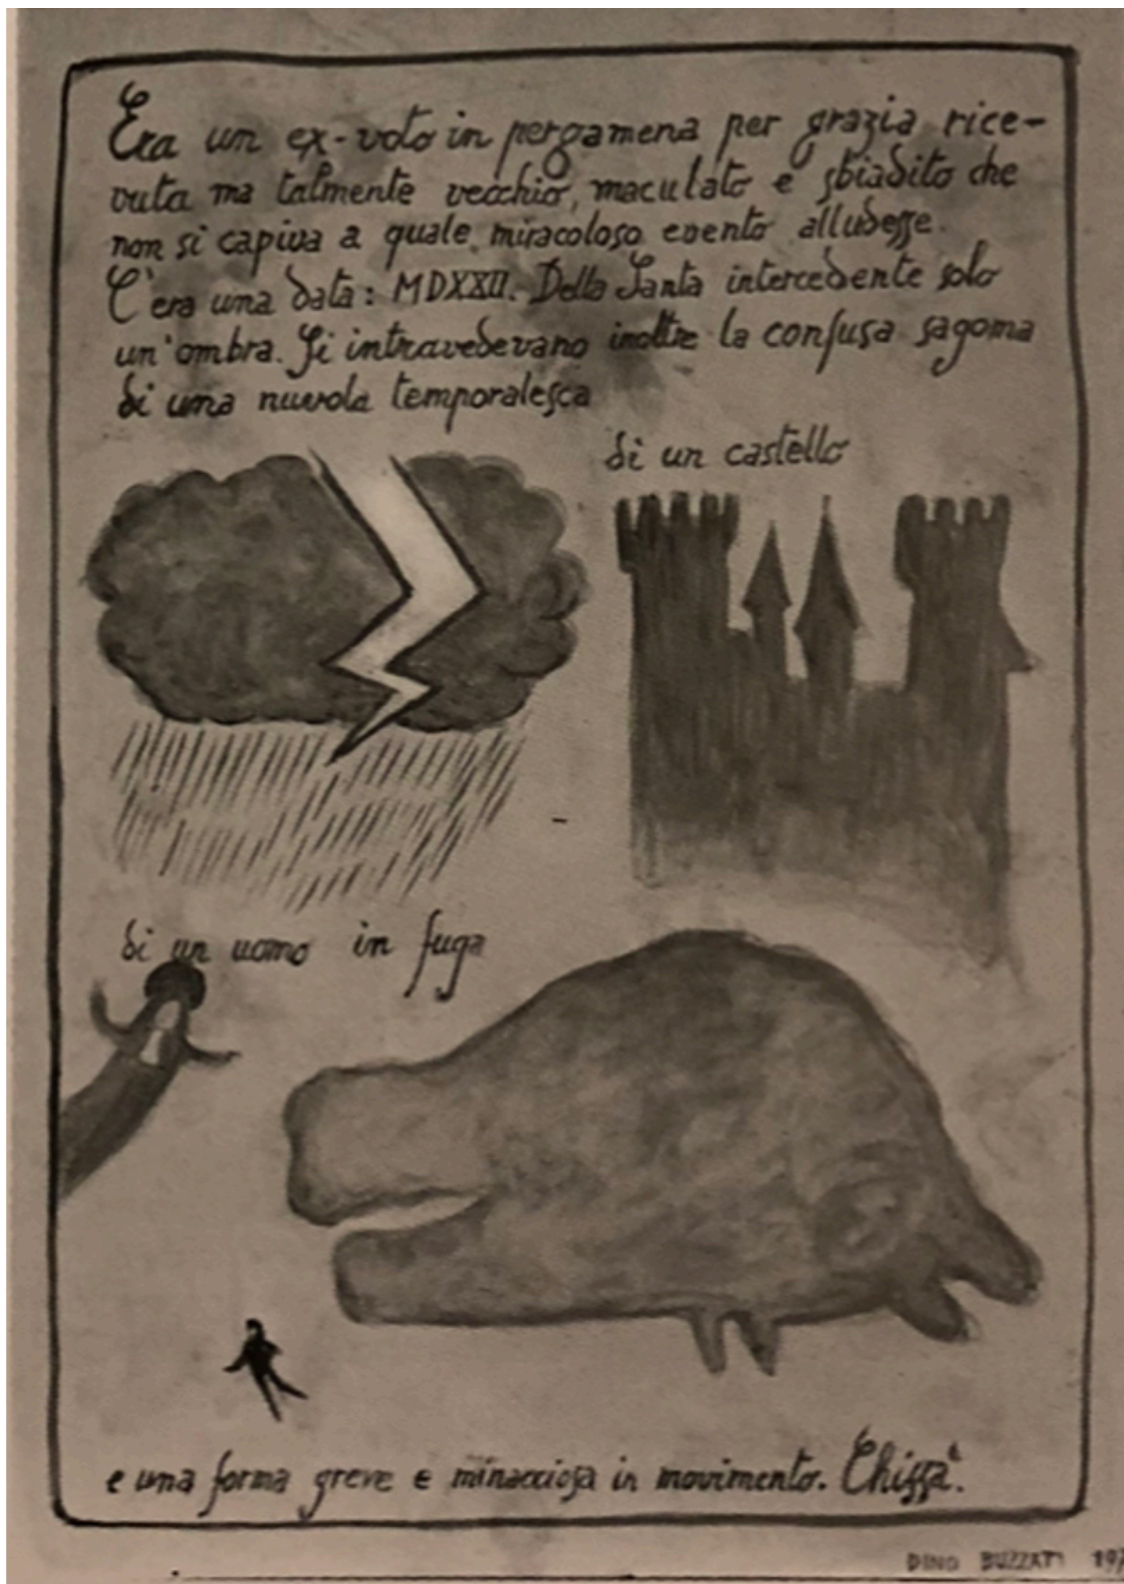 Era un ex-voto in pergamena per grazia rice-
vuta ma talmente vecchio, maculato e sbiadito che
non si capiva a quale miracoloso evento alludesse.
C'era una data: MDXXII. Della Santa intercedente solo
un'ombra. Si intravedevano inoltre la confusa sagoma
di una nuvola temporalesca
di un castello
di un uomo in fuga
e una forma greve e minacciosa in movimento. Chissà.
DINO BUZZATI 197